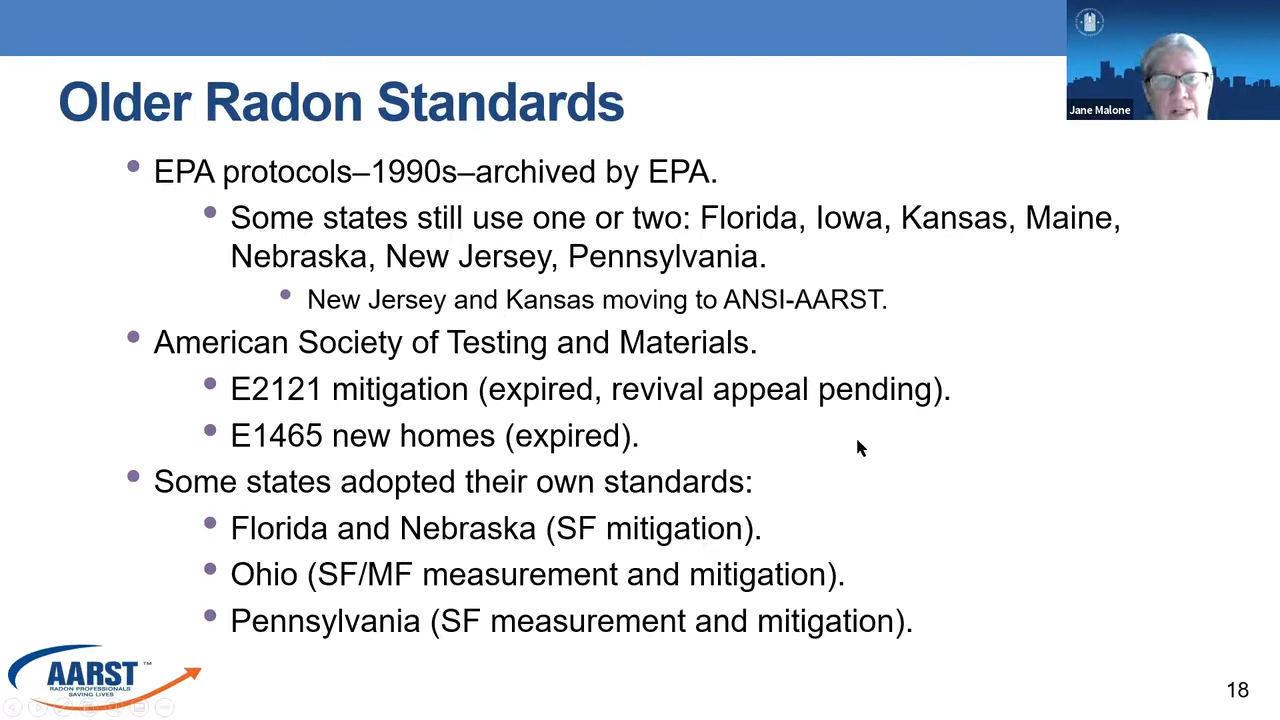 Older Radon Standards
Jane Malone
• EPA protocols–1990s–archived by EPA.
• Some states still use one or two: Florida, Iowa, Kansas, Maine,
Nebraska, New Jersey, Pennsylvania.
• New Jersey and Kansas moving to ANSI-AARST.
• American Society of Testing and Materials.
• E2121 mitigation (expired, revival appeal pending).
• E1465 new homes (expired).
• Some states adopted their own standards:
• Florida and Nebraska (SF mitigation).
• Ohio (SF/MF measurement and mitigation).
• Pennsylvania (SF measurement and mitigation).
AARST™
RADON PROFESSIONALS
SAVING LIVES
18